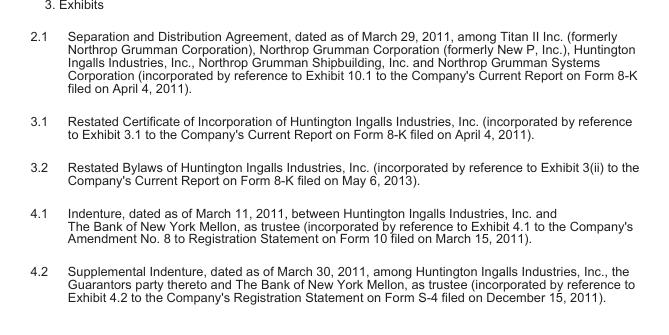 3. Exhibits
2.1 Separation and Distribution Agreement, dated as of March 29, 2011, among Titan II Inc. (formerly
Northrop Grumman Corporation), Northrop Grumman Corporation (formerly New P, Inc.), Huntington
Ingalls Industries, Inc., Northrop Grumman Shipbuilding, Inc. and Northrop Grumman Systems
Corporation (incorporated by reference to Exhibit 10.1 to the Company's Current Report on Form 8-K
filed on April 4, 2011).
3.1 Restated Certificate of Incorporation of Huntington Ingalls Industries, Inc. (incorporated by reference
to Exhibit 3.1 to the Company's Current Report on Form 8-K filed on April 4, 2011).
3.2 Restated Bylaws of Huntington Ingalls Industries, Inc. (incorporated by reference to Exhibit 3(ii) to the
Company's Current Report on Form 8-K filed on May 6, 2013).
4.1 Indenture, dated as of March 11, 2011, between Huntington Ingalls Industries, Inc. and
The Bank of New York Mellon, as trustee (incorporated by reference to Exhibit 4.1 to the Company's
Amendment No. 8 to Registration Statement on Form 10 filed on March 15, 2011).
4.2 Supplemental Indenture, dated as of March 30, 2011, among Huntington Ingalls Industries, Inc., the
Guarantors party thereto and The Bank of New York Mellon, as trustee (incorporated by reference to
Exhibit 4.2 to the Company's Registration Statement on Form S-4 filed on December 15, 2011).